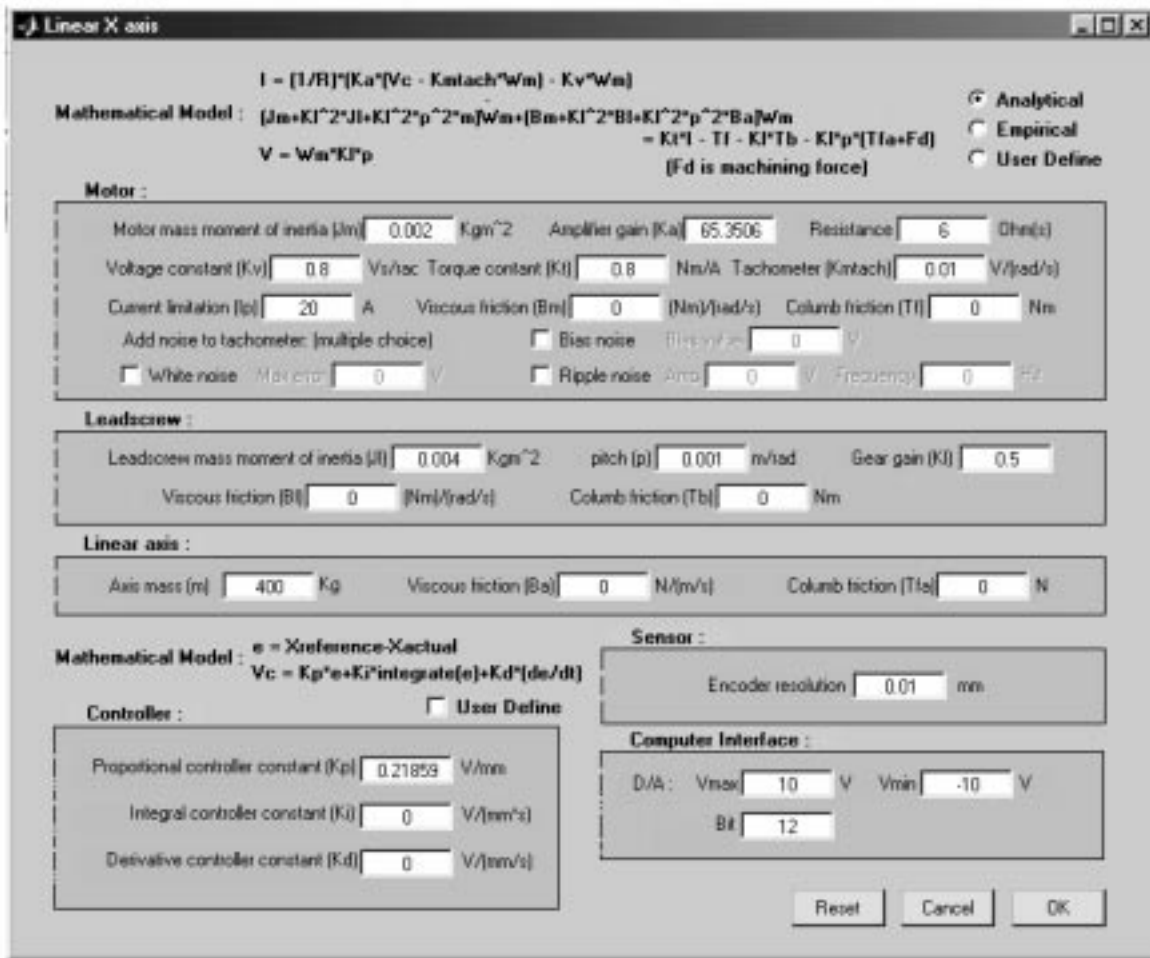 Linear X axis
I = (1/R)*(Ka*(Vc - Kmtach*Wm) - Kv*Wm)
Mathematical Model : (Jm+Kl^2*Jl+Kl^2*p^2*m)Wm+(Bm+Kl^2*Bl+Kl^2*p^2*Ba)Wm
= Kt*I - Tf - Kl*Tb - Kl*p*(Tfa+Fd)
V = Wm*Kl*p
(Fd is machining force)
Analytical
Empirical
User Define
Motor :
Motor mass moment of inertia (Jm) 0.002 Kgm^2 Amplifier gain (Ka) 65.3506 Resistance 6 Ohm(s)
Voltage constant (Kv) 0.8 Vs/rad Torque contant (Kt) 0.8 Nm/A Tachometer (Kmtach) 0.01 V/(rad/s)
Current limitation (Ip) 20 A Viscous friction (Bm) 0 (Nm)/(rad/s) Columb friction (Tf) 0 Nm
Add noise to tachometer: (multiple choice) Bias noise Bias value 0 V
White noise Max error 0 V Ripple noise Amp 0 V Frequency 0 Hz
Leadscrew :
Leadscrew mass moment of inertia (Jl) 0.004 Kgm^2 pitch (p) 0.001 m/rad Gear gain (Kl) 0.5
Viscous friction (Bl) 0 (Nm)/(rad/s) Columb friction (Tb) 0 Nm
Linear axis :
Axis mass (m) 400 Kg Viscous friction (Ba) 0 N/(m/s) Columb friction (Tfa) 0 N
Mathematical Model : e = Xreference-Xactual
Vc = Kp*e+Ki*integrate(e)+Kd*(de/dt)
User Define
Controller :
Propotional controller constant (Kp) 0.21859 V/mm
Integral controller constant (Ki) 0 V/(mm*s)
Derivative controller constant (Kd) 0 V/(mm/s)
Sensor :
Encoder resolution 0.01 mm
Computer Interface :
D/A : Vmax 10 V Vmin -10 V
Bit 12
Reset Cancel OK